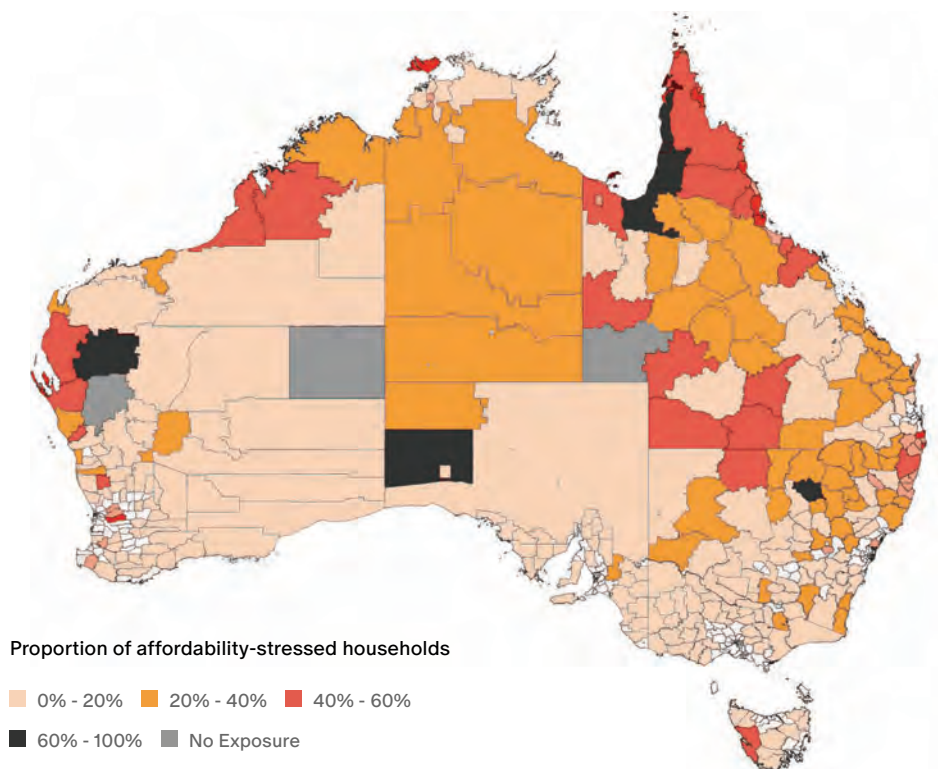 Proportion of affordability-stressed households
0% - 20% 20% - 40% 40% - 60%
60% - 100% No Exposure